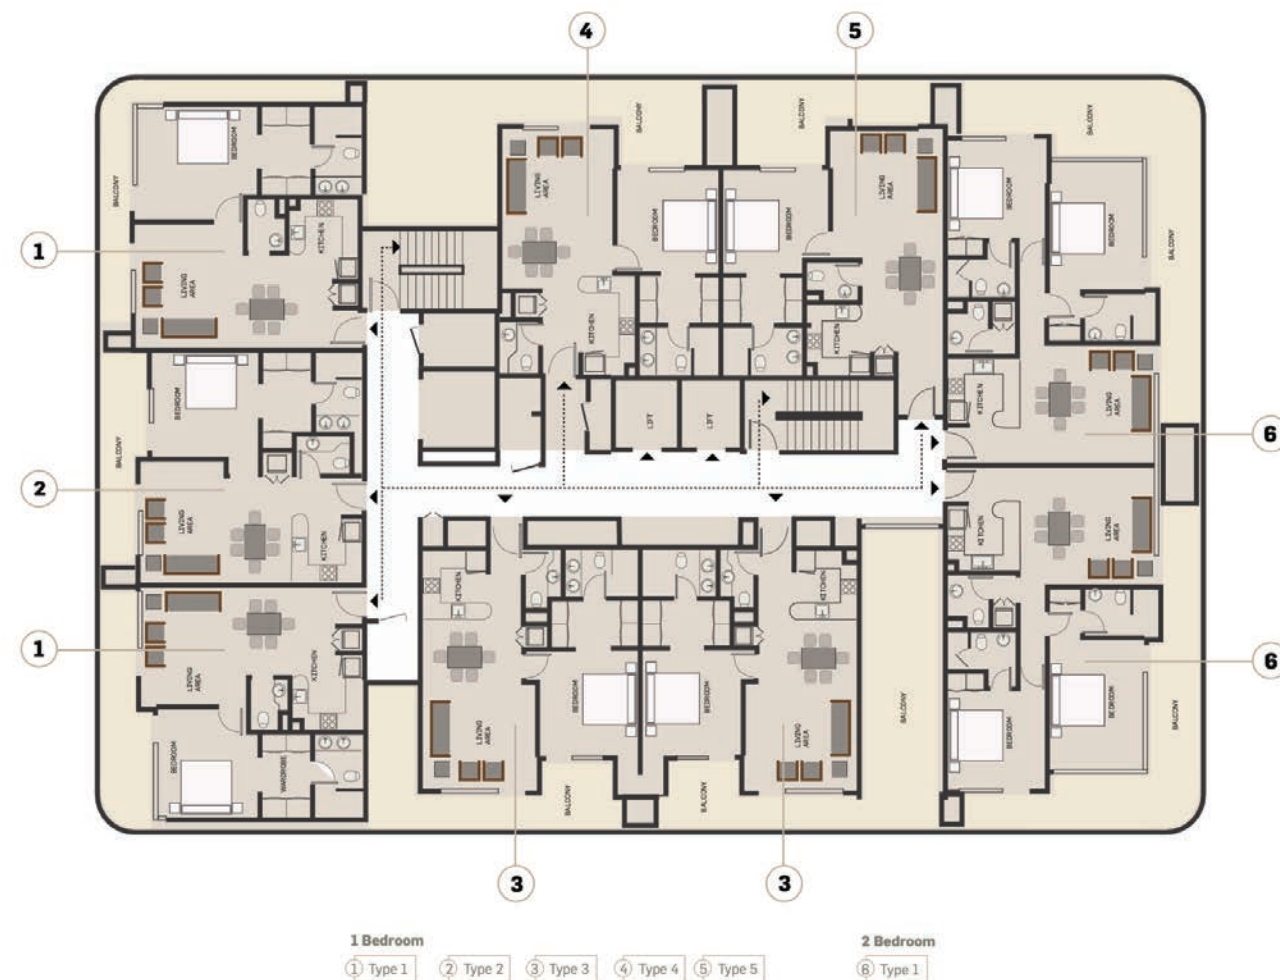 4
5
BALCONY
BALCONY
BALCONY
BEDROOM
BALCONY
LIVING AREA
BEDROOM
BEDROOM
LIVING AREA
BEDROOM
BEDROOM
BALCONY
1
LIVING AREA
KITCHEN
KITCHEN
KITCHEN
BEDROOM
BALCONY
LIFT
LIFT
KITCHEN
LIVING AREA
6
2
LIVING AREA
KITCHEN
KITCHEN
LIVING AREA
KITCHEN
KITCHEN
1
LIVING AREA
KITCHEN
6
BEDROOM
WARDROBE
LIVING AREA
BEDROOM
BEDROOM
LIVING AREA
BALCONY
BEDROOM
BEDROOM
BALCONY
BALCONY
BALCONY
3
3
1 Bedroom
2 Bedroom
1 Type 1
2 Type 2
3 Type 3
4 Type 4
5 Type 5
6 Type 1